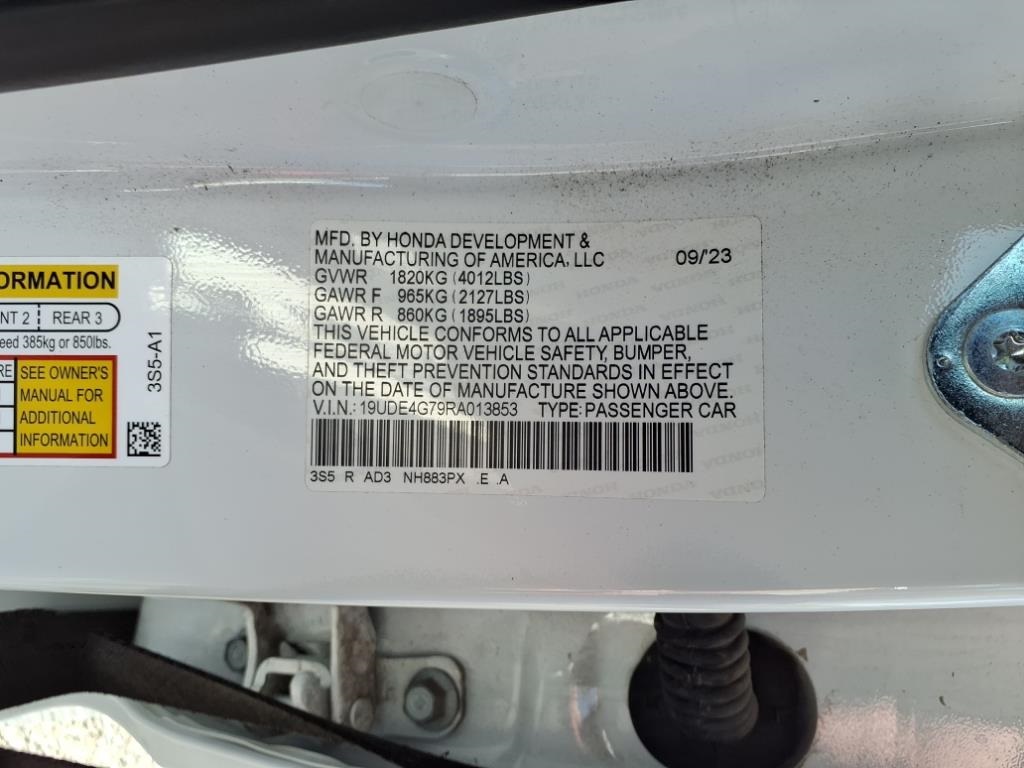 MFD. BY HONDA DEVELOPMENT &
MANUFACTURING OF AMERICA, LLC 09/'23
GVWR 1820KG (4012LBS)
GAWR F 965KG (2127LBS)
GAWR R 860KG (1895LBS)
THIS VEHICLE CONFORMS TO ALL APPLICABLE
FEDERAL MOTOR VEHICLE SAFETY, BUMPER,
AND THEFT PREVENTION STANDARDS IN EFFECT
ON THE DATE OF MANUFACTURE SHOWN ABOVE.
V.I.N.: 19UDE4G79RA013853 TYPE: PASSENGER CAR
3S5 R AD3 NH883PX .E .A
ORMATION
NT 2 REAR 3
eed 385kg or 850lbs.
RE
SEE OWNER'S
MANUAL FOR
ADDITIONAL
INFORMATION
3S5-A1
HONDA